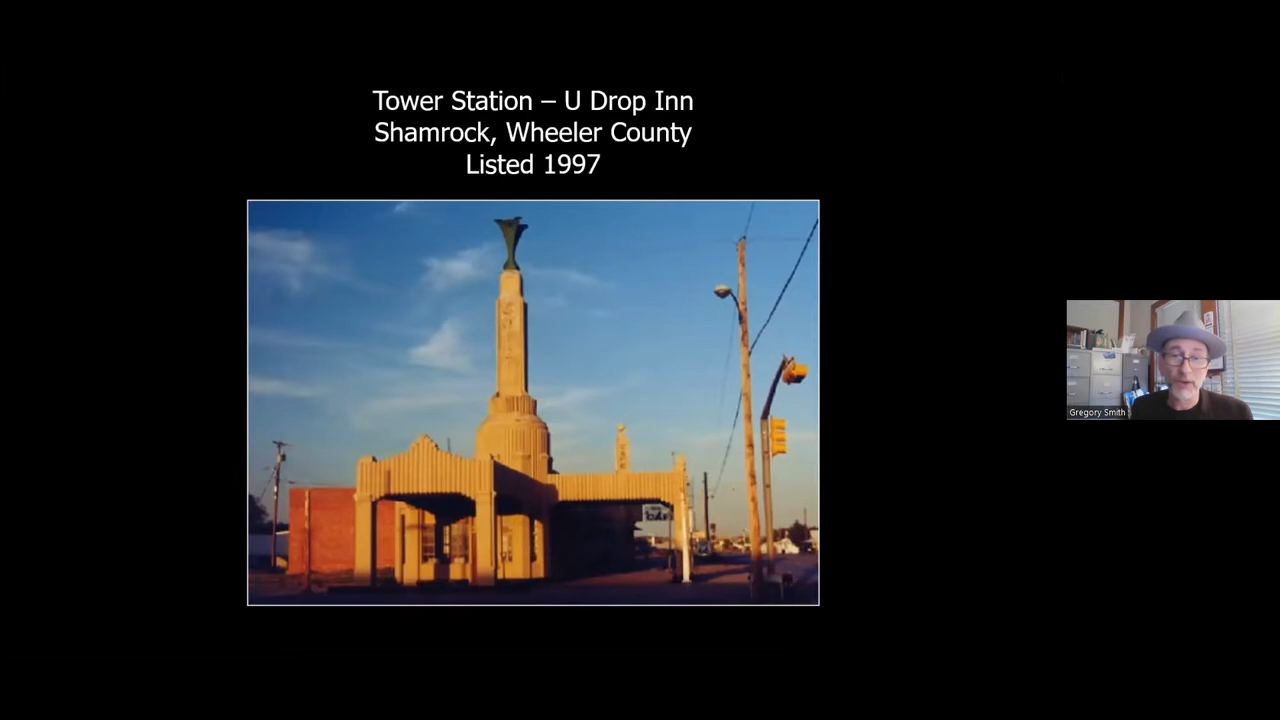 Tower Station – U Drop Inn
Shamrock, Wheeler County
Listed 1997
Gregory Smith